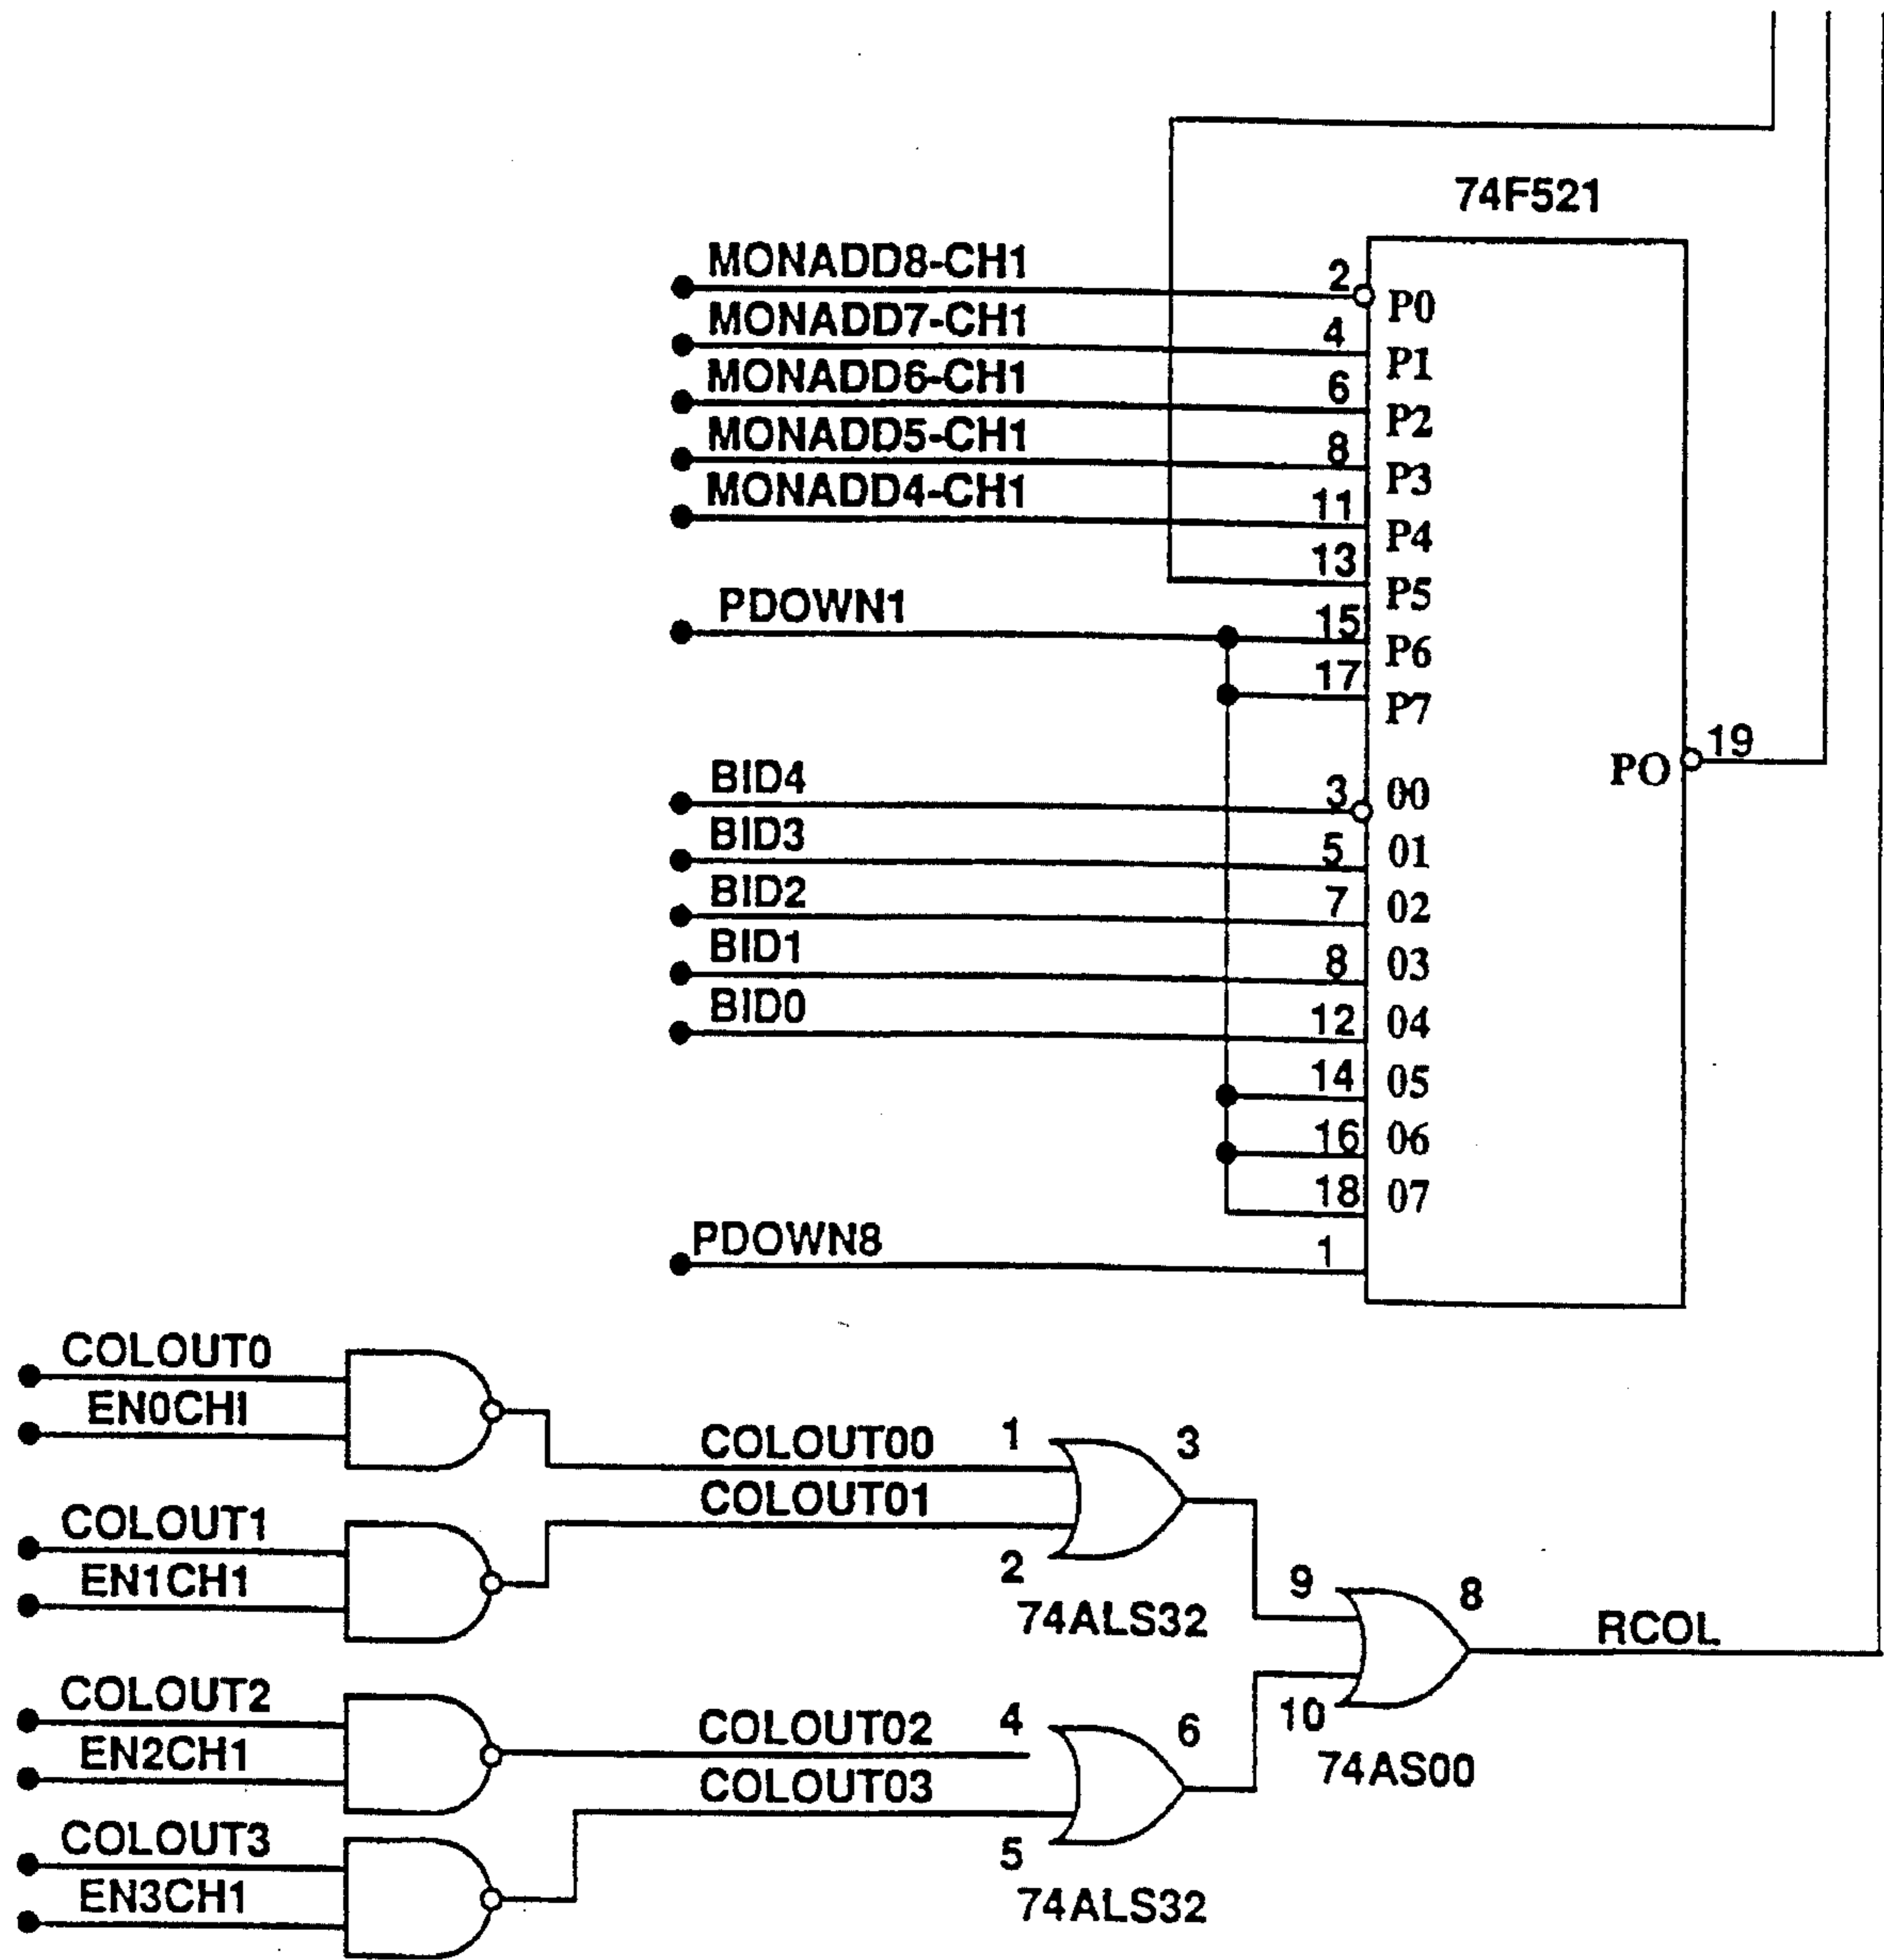 74F521
MONADD8-CH1 2 P0
MONADD7-CH1 4 P1
MONADD6-CH1 6 P2
MONADD5-CH1 8 P3
MONADD4-CH1 11 P4
13 P5
PDOWN1 15 P6
17 P7
PO 19
BID4 3 00
BID3 5 01
BID2 7 02
BID1 8 03
BID0 12 04
14 05
16 06
18 07
PDOWN8 1
COLOUT0
EN0CHI
COLOUT00 1 3
COLOUT01
COLOUT1
2
EN1CH1
74ALS32
9 8
RCOL
COLOUT2
EN2CH1
COLOUT02 4 6
10
74AS00
COLOUT03
COLOUT3
5
EN3CH1
74ALS32